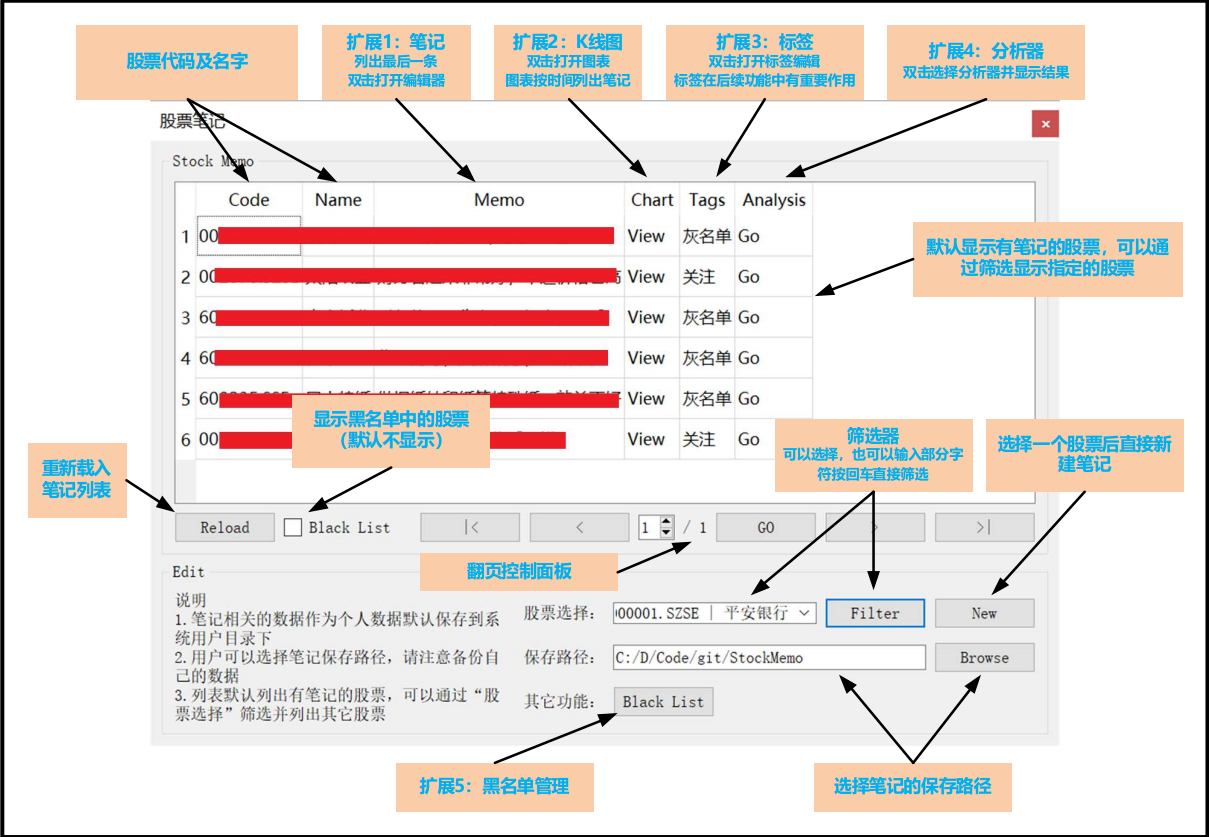 股票代码及名字
扩展1：笔记
列出最后一条
双击打开编辑器
扩展2：K线图
双击打开图表
图表按时间列出笔记
扩展3：标签
双击打开标签编辑
标签在后续功能中有重要作用
扩展4：分析器
双击选择分析器并显示结果
股票笔记
Stock Memo
Code Name Memo Chart Tags Analysis
1 00 View 灰名单 Go
2 00 View 关注 Go
3 60 View 灰名单 Go
4 60 View 灰名单 Go
5 60 View 灰名单 Go
6 00 View 关注 Go
默认显示有笔记的股票，可以通
过筛选显示指定的股票
显示黑名单中的股票
（默认不显示）
重新载入
笔记列表
筛选器
可以选择，也可以输入部分字
符按回车直接筛选
选择一个股票后直接新
建笔记
Reload Black List |< < 1 / 1 GO > >|
翻页控制面板
Edit
说明
1.笔记相关的数据作为个人数据默认保存到系
统用户目录下
2.用户可以选择笔记保存路径，请注意备份自
己的数据
3.列表默认列出有笔记的股票，可以通过“股
票选择”筛选并列出其它股票
股票选择： 000001.SZSE | 平安银行 Filter New
保存路径： C:/D/Code/git/StockMemo Browse
其它功能： Black List
扩展5：黑名单管理
选择笔记的保存路径